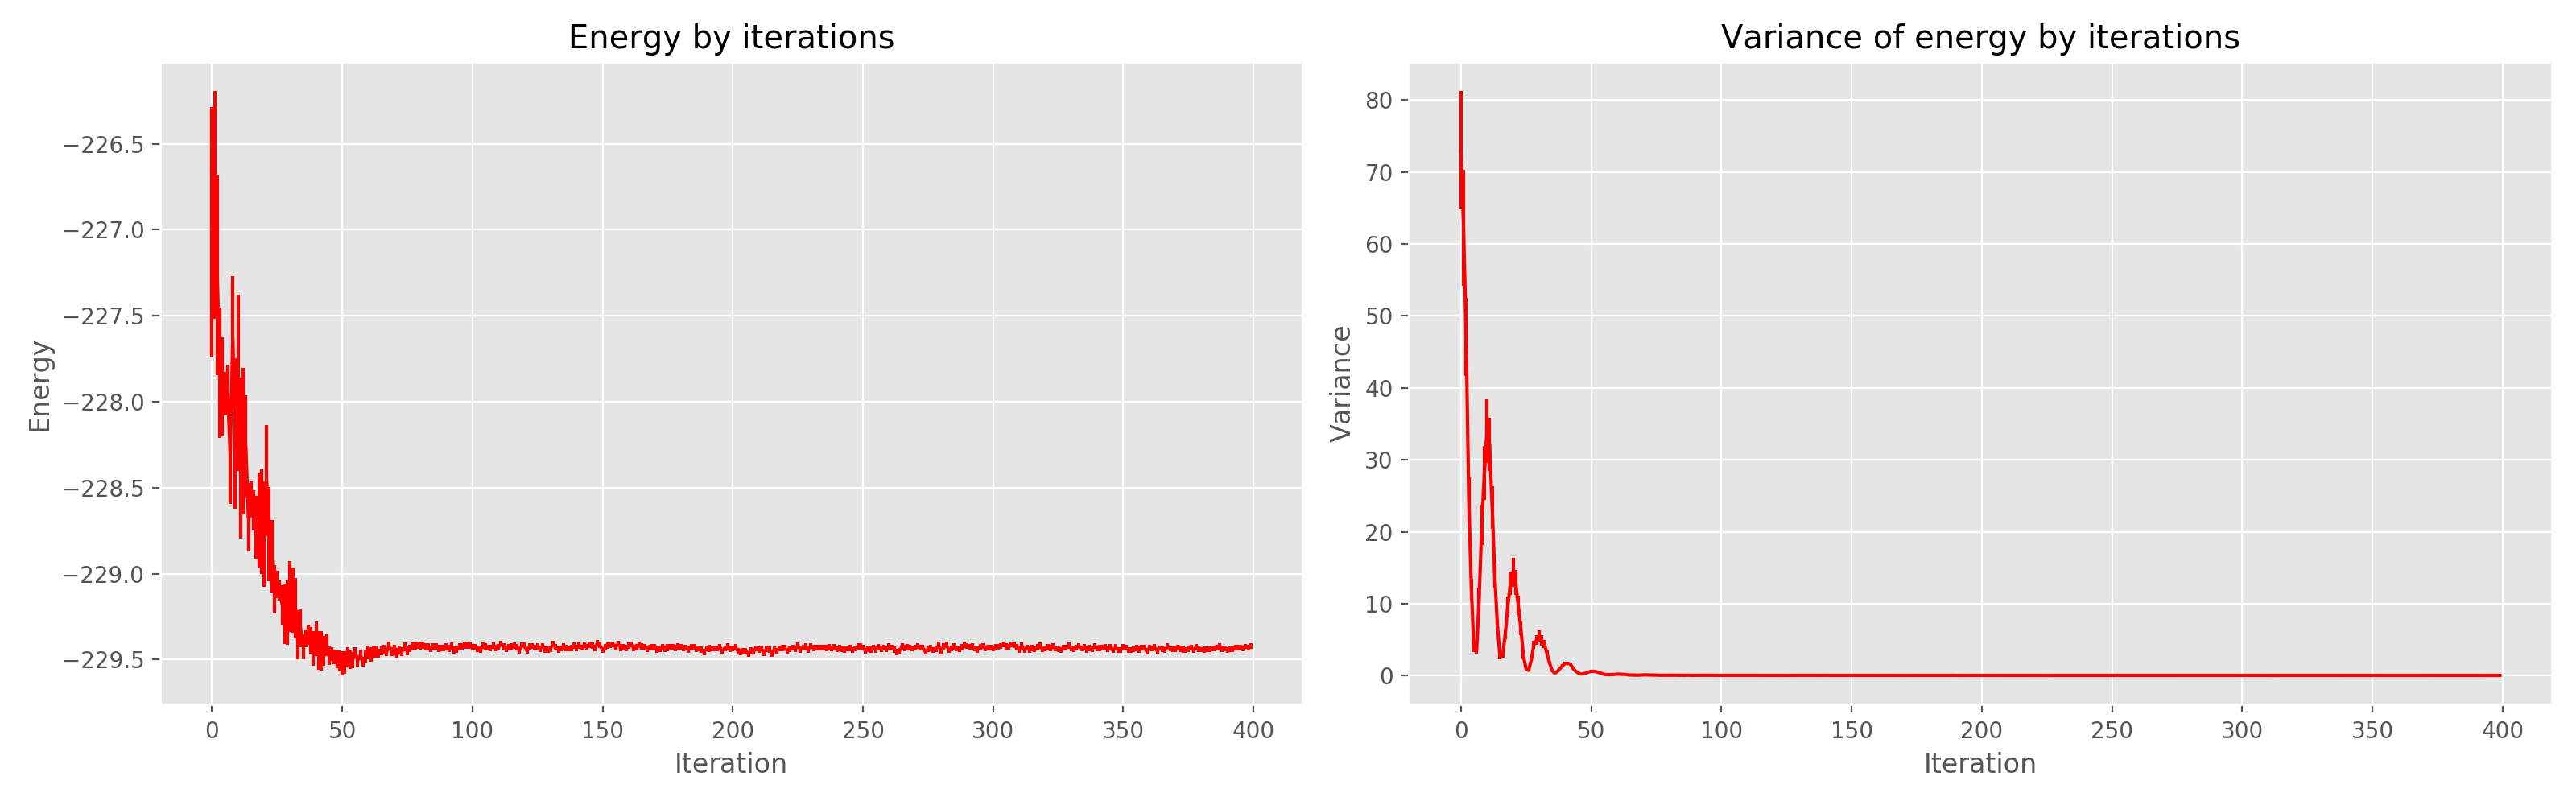 Energy by iterations
Energy
−226.5
−227.0
−227.5
−228.0
−228.5
−229.0
−229.5
0 50 100 150 200 250 300 350 400
Iteration
Variance of energy by iterations
Variance
80
70
60
50
40
30
20
10
0
0 50 100 150 200 250 300 350 400
Iteration